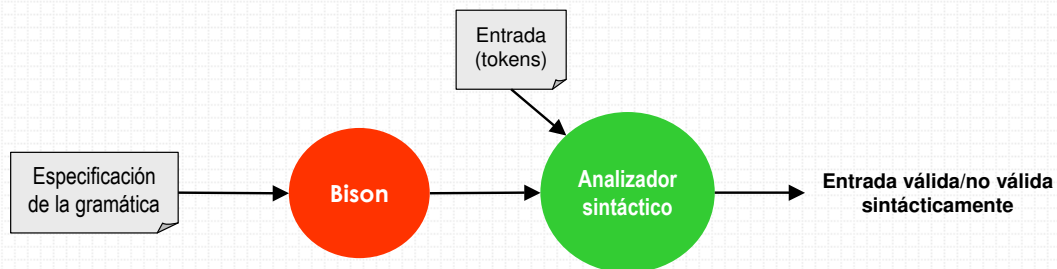 Entrada
(tokens)
Especificación
de la gramática
Bison
Analizador
sintáctico
Entrada válida/no válida
sintácticamente